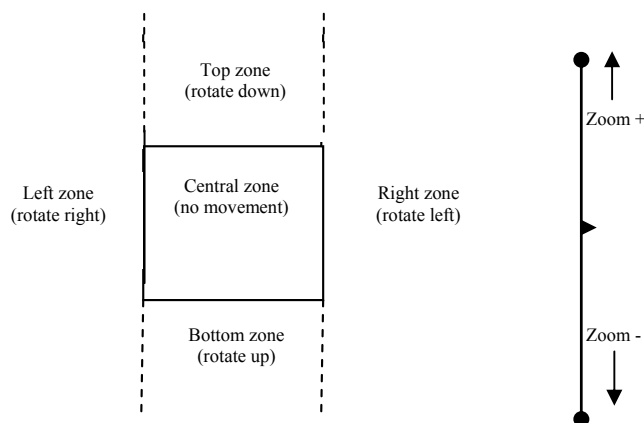 Top zone
(rotate down)
Zoom +
Left zone
(rotate right)
Central zone
(no movement)
Right zone
(rotate left)
Bottom zone
(rotate up)
Zoom -